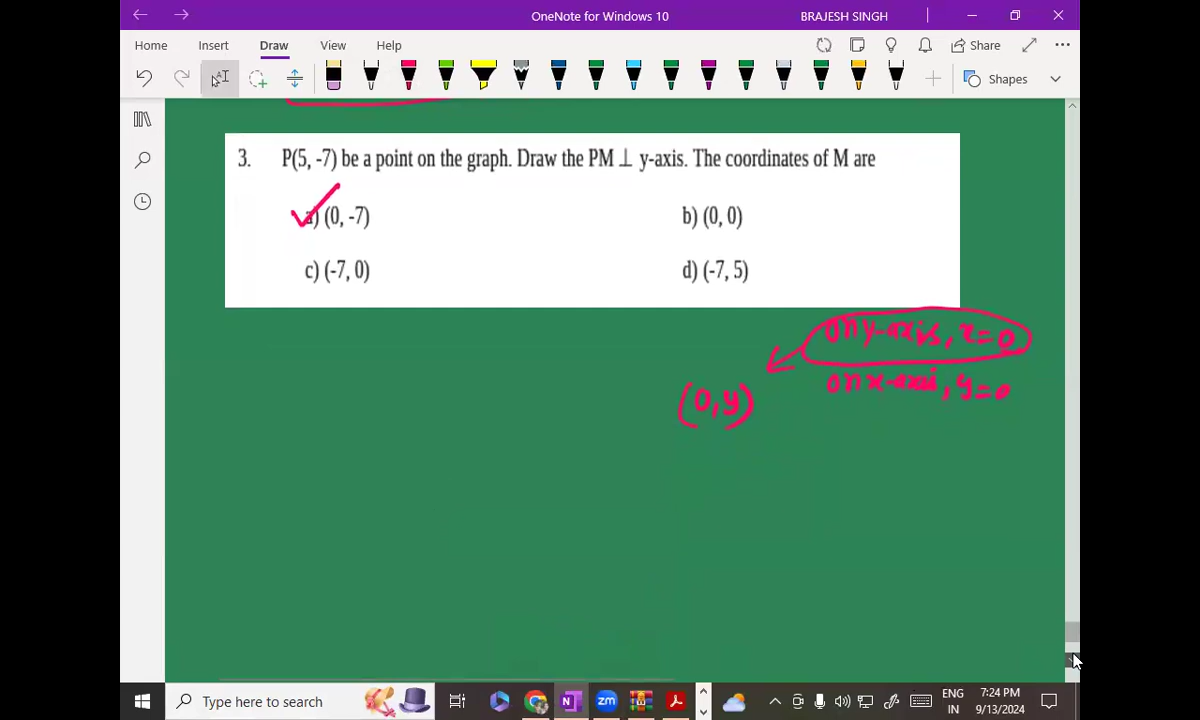 OneNote for Windows 10
BRAJESH SINGH
Home Insert Draw View Help Share
Shapes
3. P(5, -7) be a point on the graph. Draw the PM ⊥ y-axis. The coordinates of M are
a) (0, -7) b) (0, 0)
c) (-7, 0) d) (-7, 5)
on y-axis, x=0
on x-axi, y=0
(0,y)
Type here to search
ENG
IN
7:24 PM
9/13/2024